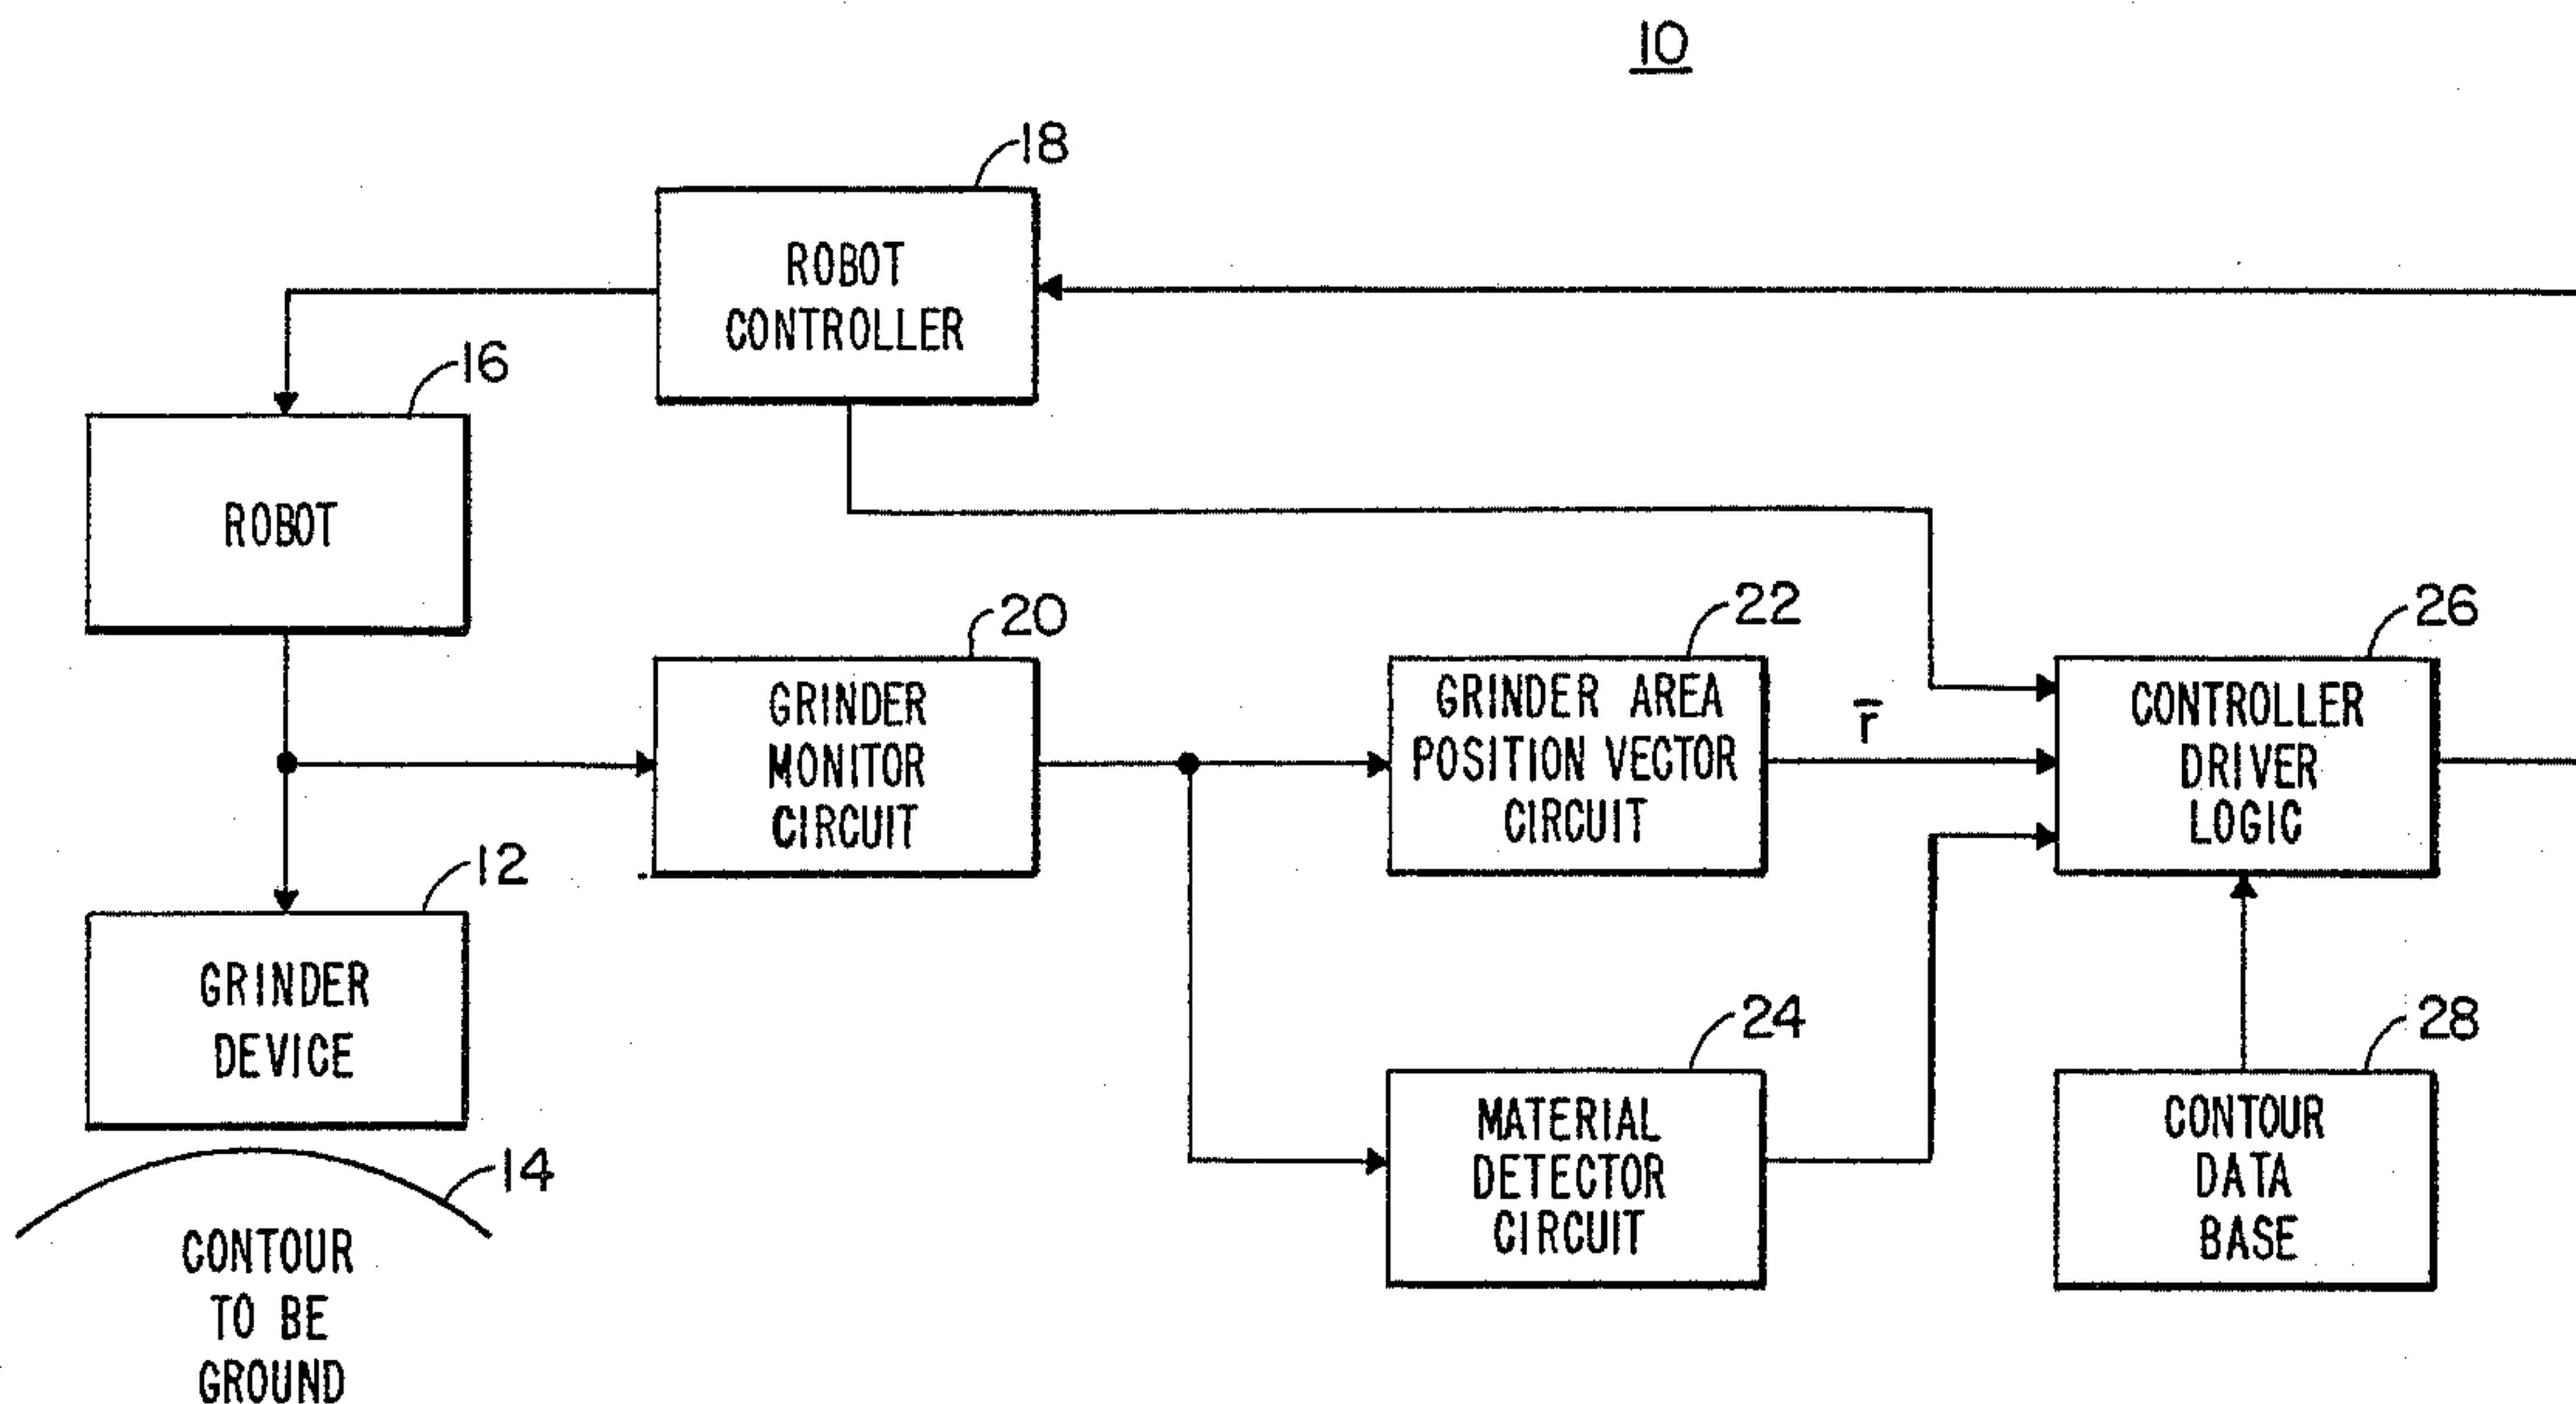 10
18
ROBOT
CONTROLLER
16
ROBOT
20
GRINDER
MONITOR
CIRCUIT
22
GRINDER AREA
POSITION VECTOR
CIRCUIT
r̅
26
CONTROLLER
DRIVER
LOGIC
12
GRINDER
DEVICE
14
CONTOUR
TO BE
GROUND
24
MATERIAL
DETECTOR
CIRCUIT
28
CONTOUR
DATA
BASE